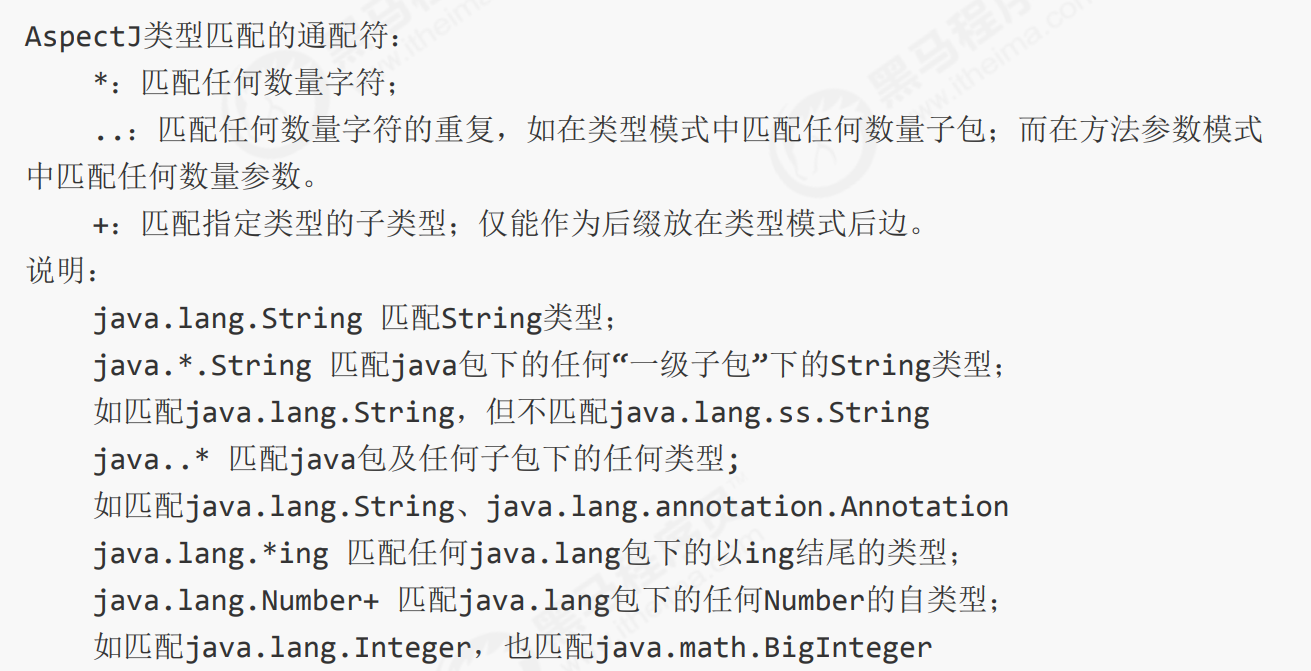 AspectJ类型匹配的通配符：
*：匹配任何数量字符；
..：匹配任何数量字符的重复，如在类型模式中匹配任何数量子包；而在方法参数模式
中匹配任何数量参数。
+：匹配指定类型的子类型；仅能作为后缀放在类型模式后边。
说明：
java.lang.String 匹配String类型；
java.*.String 匹配java包下的任何“一级子包”下的String类型；
如匹配java.lang.String，但不匹配java.lang.ss.String
java..* 匹配java包及任何子包下的任何类型;
如匹配java.lang.String、java.lang.annotation.Annotation
java.lang.*ing 匹配任何java.lang包下的以ing结尾的类型；
java.lang.Number+ 匹配java.lang包下的任何Number的自类型；
如匹配java.lang.Integer，也匹配java.math.BigInteger
黑马程序员
www.itheima.com